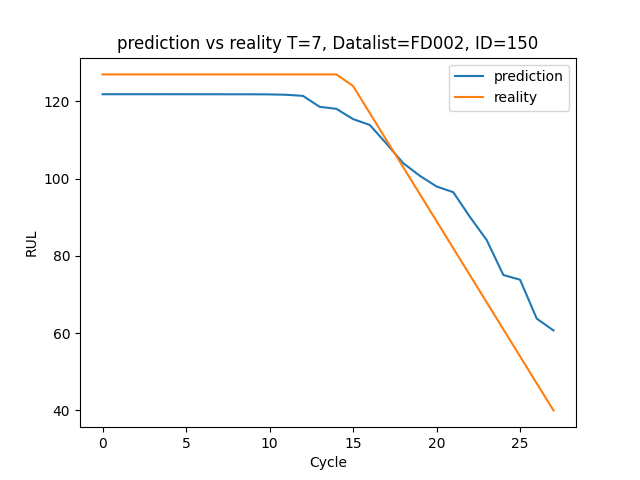 prediction vs reality T=7, Datalist=FD002, ID=150
prediction
reality
120
100
80
60
40
RUL
0 5 10 15 20 25
Cycle